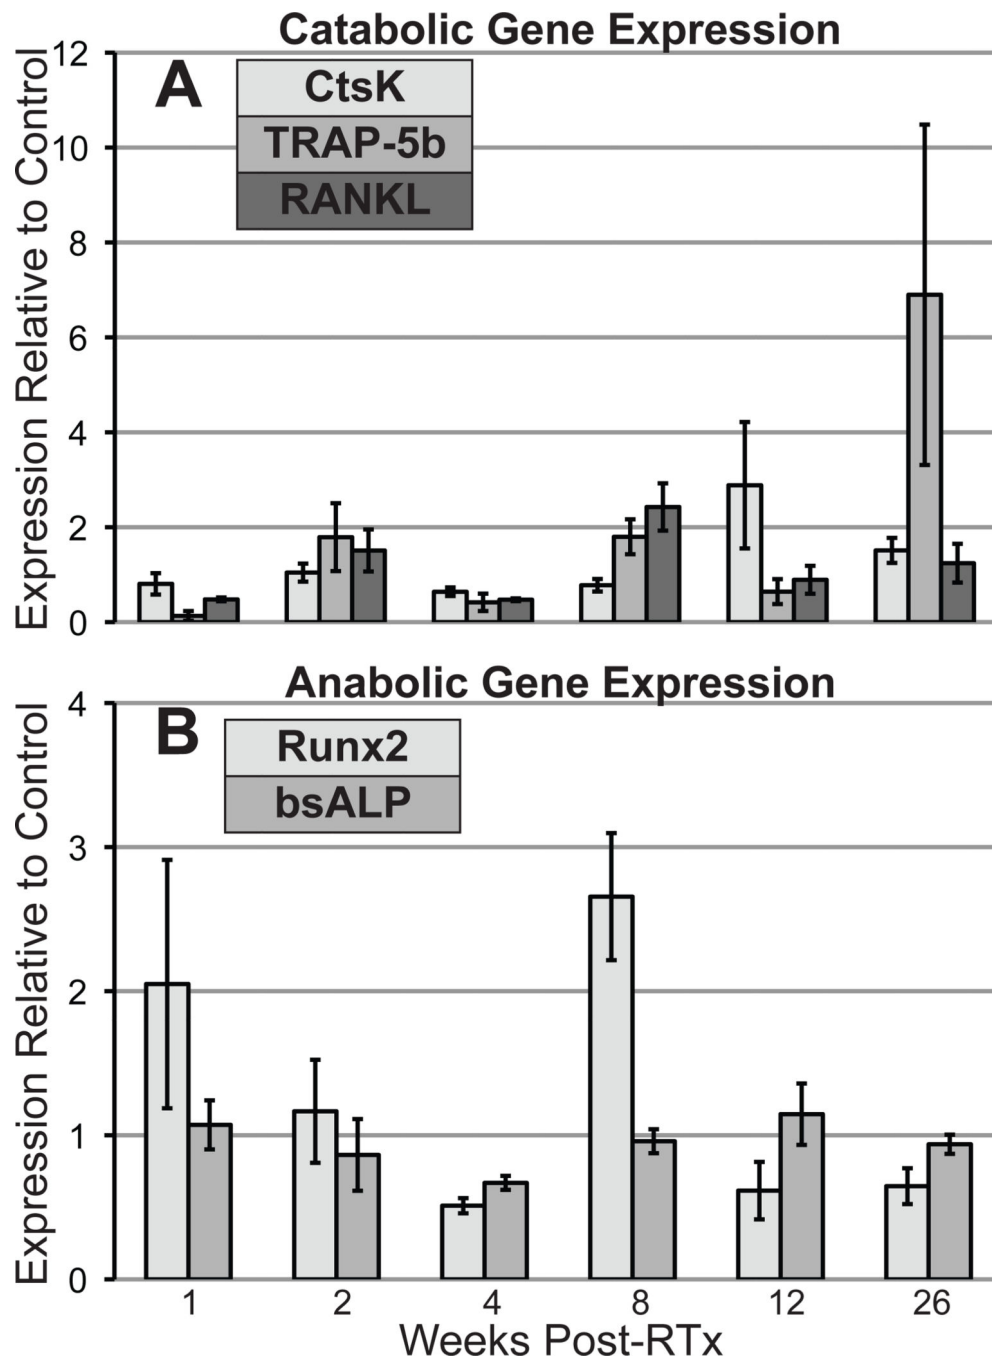 Catabolic Gene Expression
A
CtsK
TRAP-5b
RANKL
Expression Relative to Control
12
10
8
6
4
2
0
Anabolic Gene Expression
B
Runx2
bsALP
Expression Relative to Control
4
3
2
1
0
1 2 4 8 12 26
Weeks Post-RTx